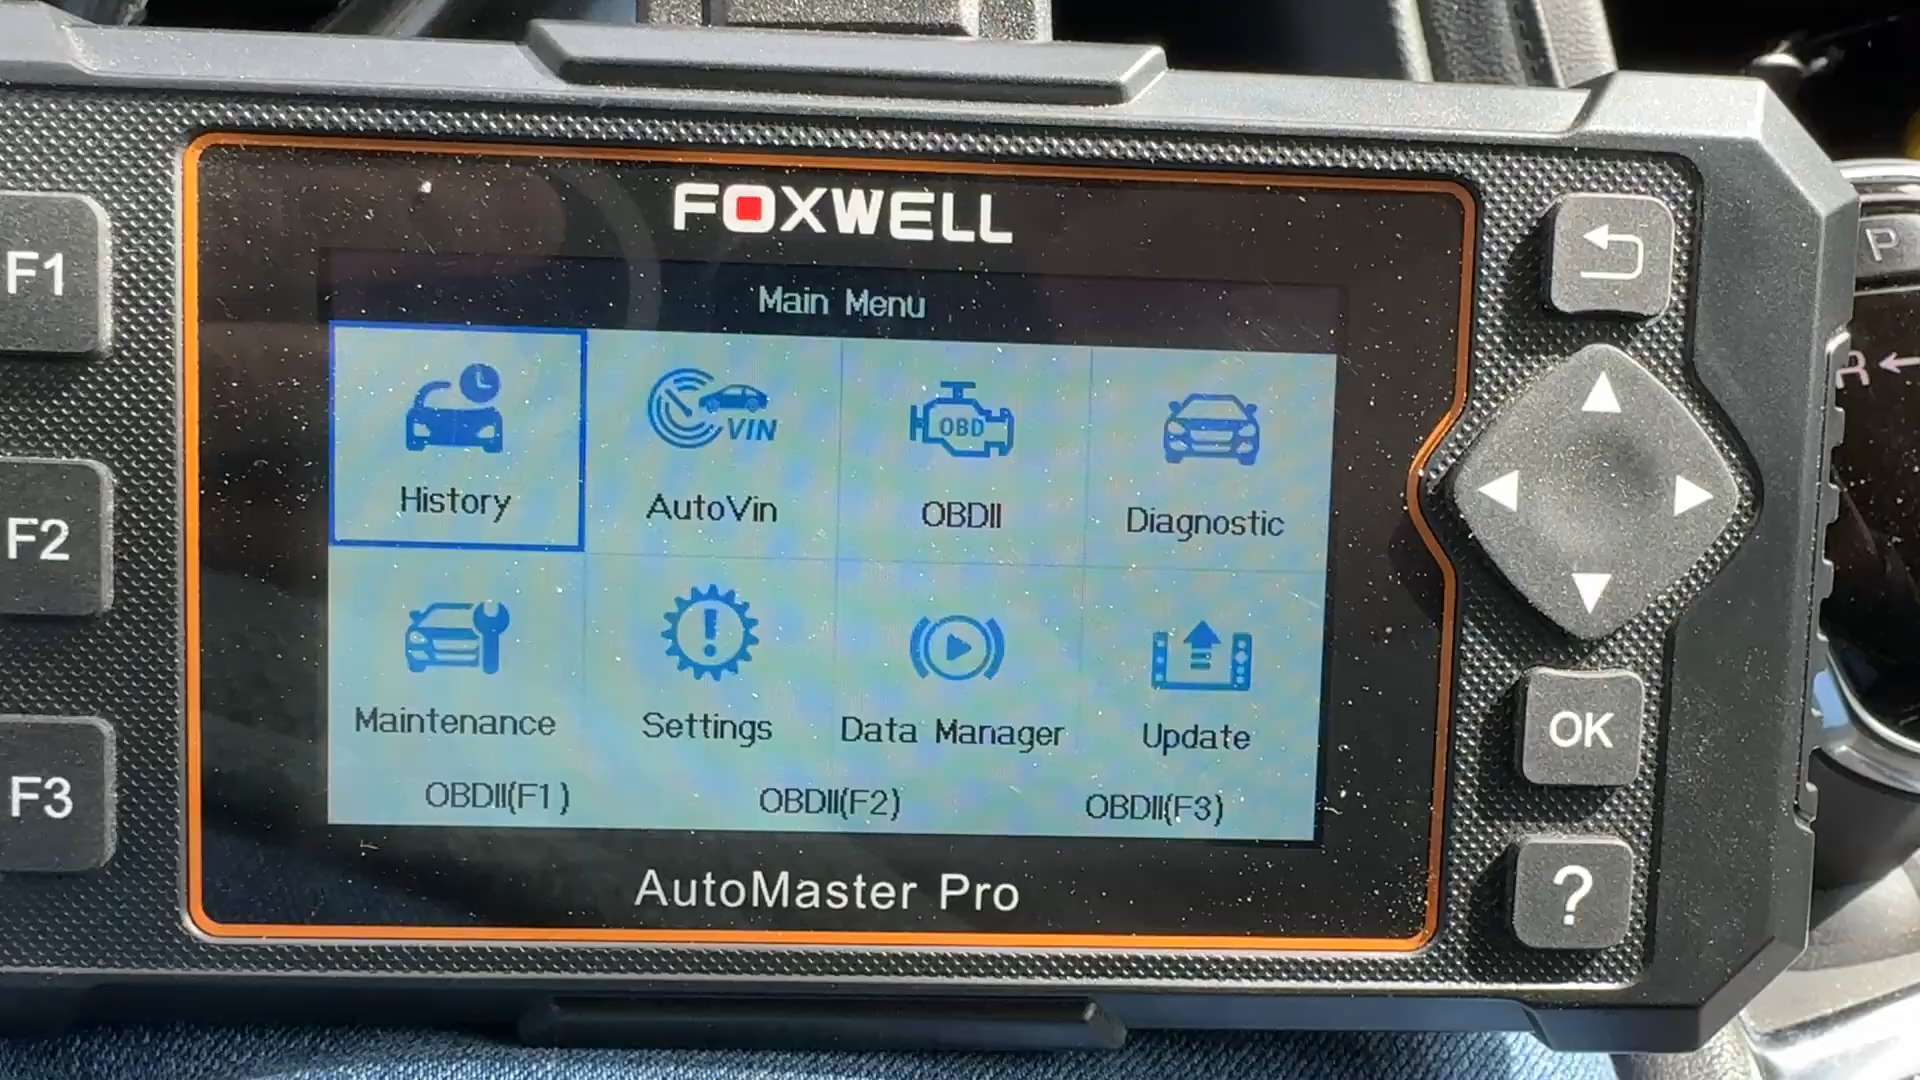 FOXWELL
Main Menu
F1
F2
F3
VIN
OBD
History
AutoVin
OBDII
Diagnostic
Maintenance
Settings
Data Manager
Update
OBDII(F1)
OBDII(F2)
OBDII(F3)
AutoMaster Pro
OK
?
P
R